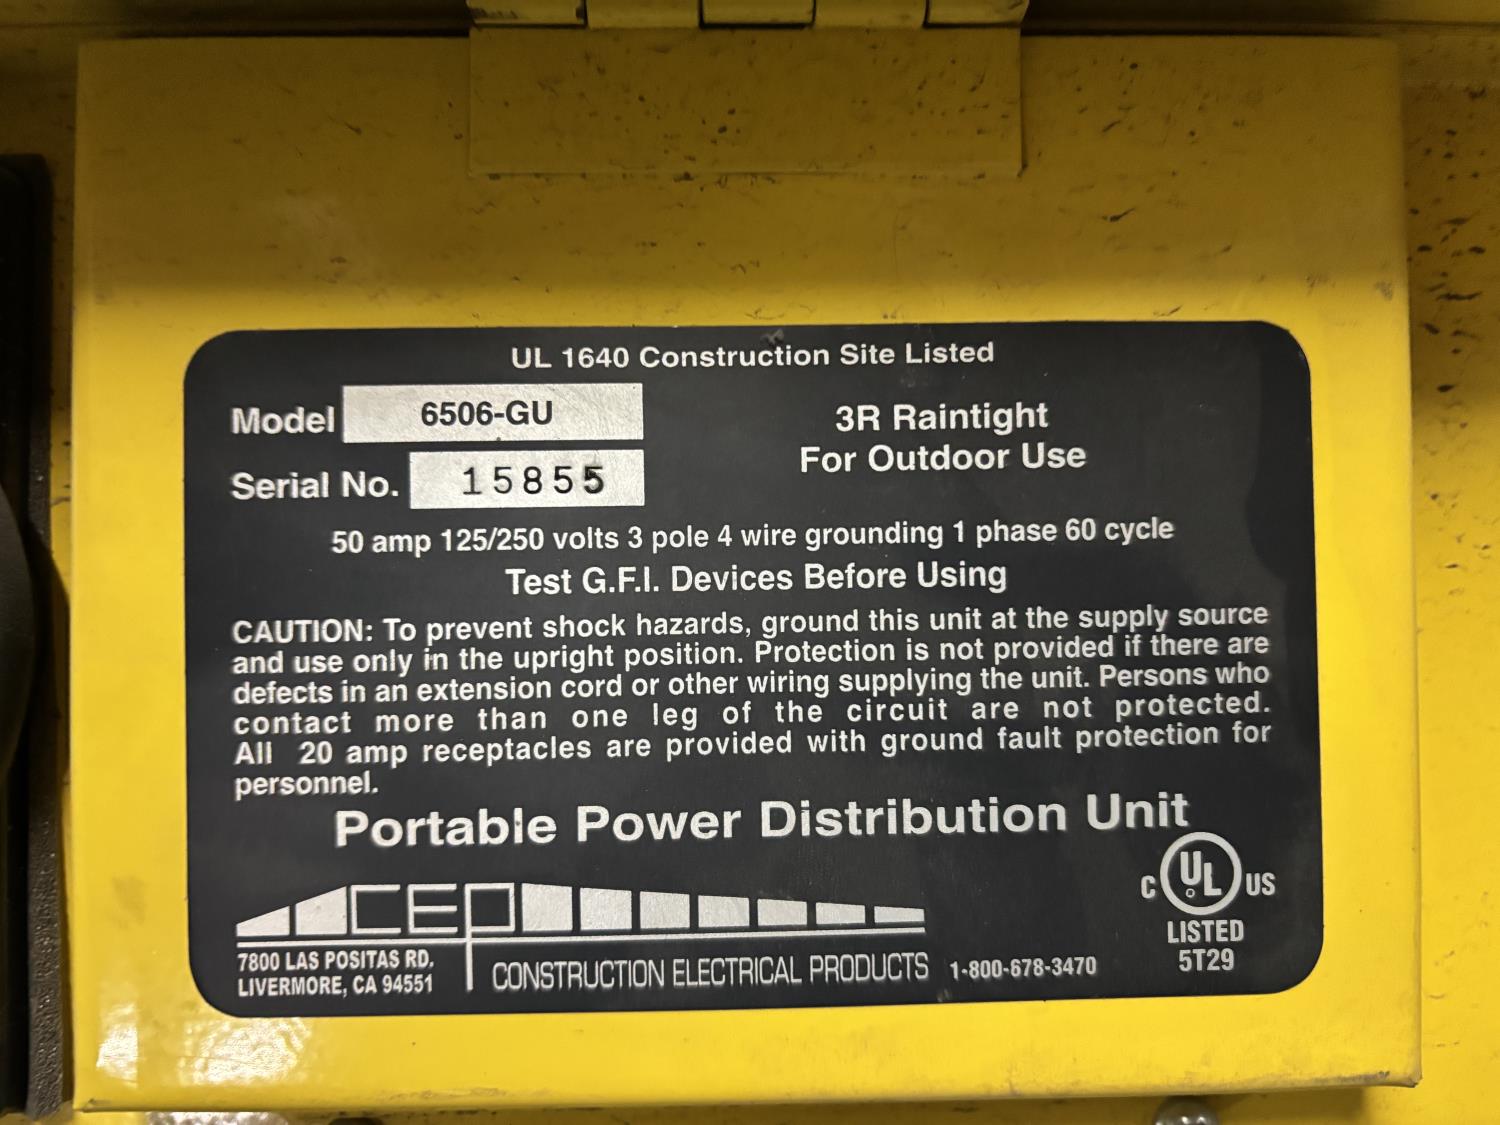 UL 1640 Construction Site Listed
Model 6506-GU
3R Raintight
For Outdoor Use
Serial No. 15855
50 amp 125/250 volts 3 pole 4 wire grounding 1 phase 60 cycle
Test G.F.I. Devices Before Using
CAUTION: To prevent shock hazards, ground this unit at the supply source
and use only in the upright position. Protection is not provided if there are
defects in an extension cord or other wiring supplying the unit. Persons who
contact more than one leg of the circuit are not protected.
All 20 amp receptacles are provided with ground fault protection for
personnel.
Portable Power Distribution Unit
CEP
C UL US
LISTED
5T29
7800 LAS POSITAS RD.
LIVERMORE, CA 94551
CONSTRUCTION ELECTRICAL PRODUCTS 1-800-678-3470